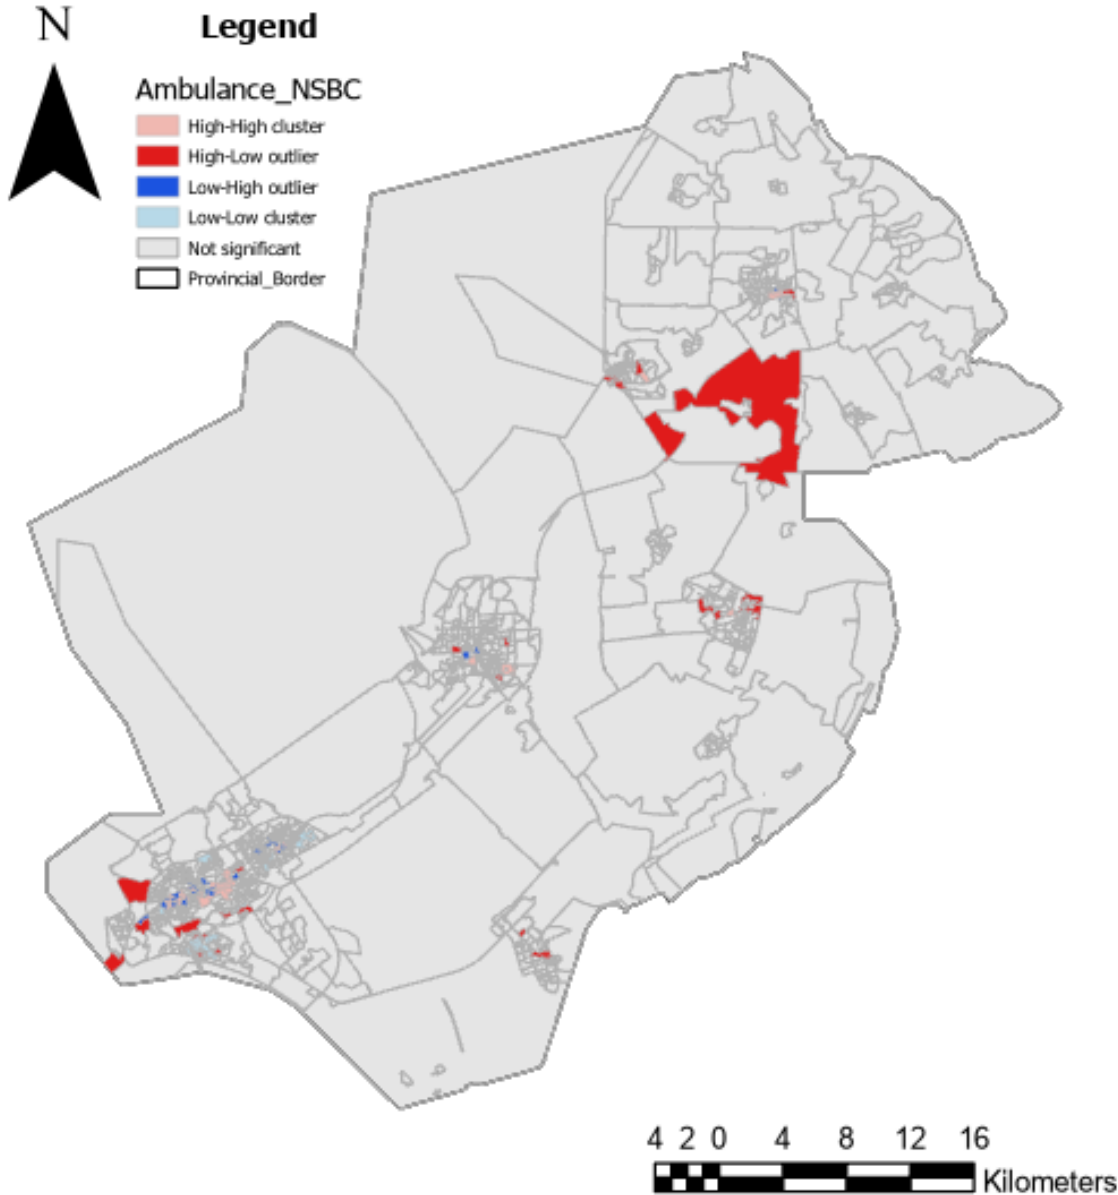 N
Legend
Ambulance_NSBC
High-High cluster
High-Low outlier
Low-High outlier
Low-Low cluster
Not significant
Provincial_Border
4 2 0 4 8 12 16
Kilometers